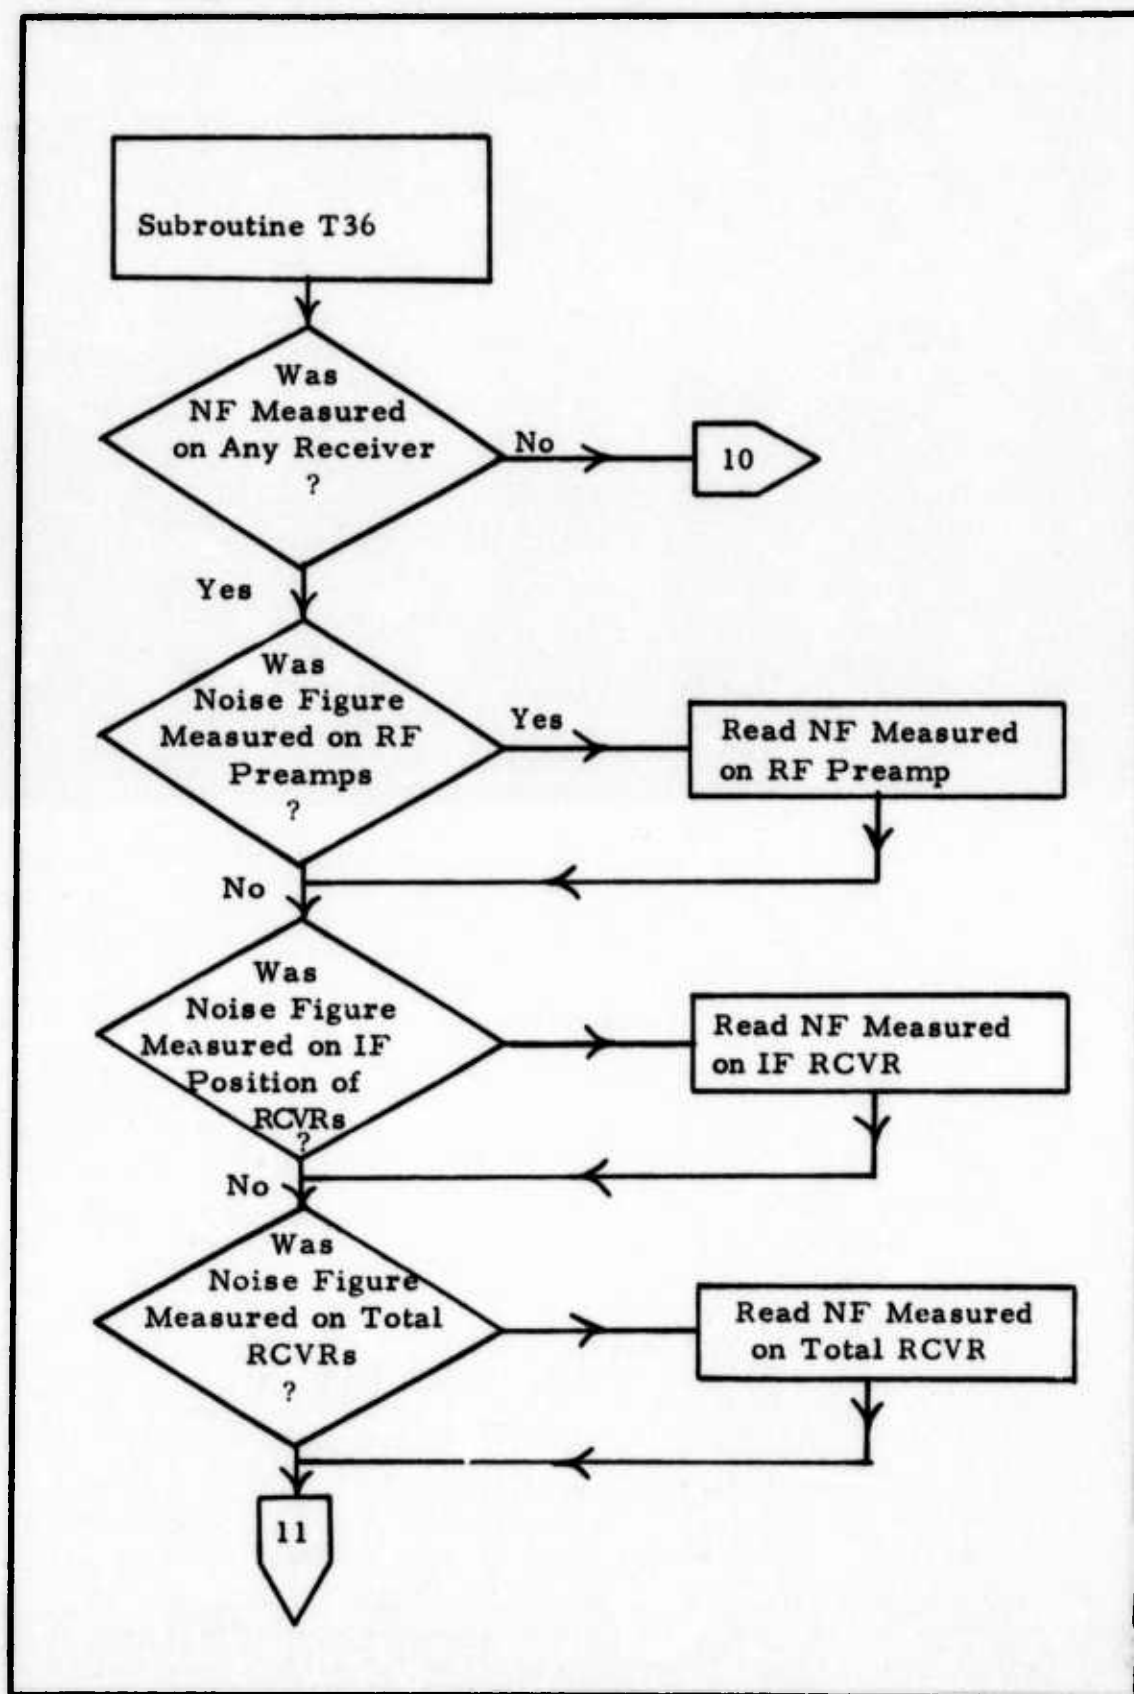 Subroutine T36
Was
NF Measured
on Any Receiver
?
No
10
Yes
Was
Noise Figure
Measured on RF
Preamps
?
Yes
Read NF Measured
on RF Preamp
No
Was
Noise Figure
Measured on IF
Position of
RCVRs
?
Read NF Measured
on IF RCVR
No
Was
Noise Figure
Measured on Total
RCVRs
?
Read NF Measured
on Total RCVR
11